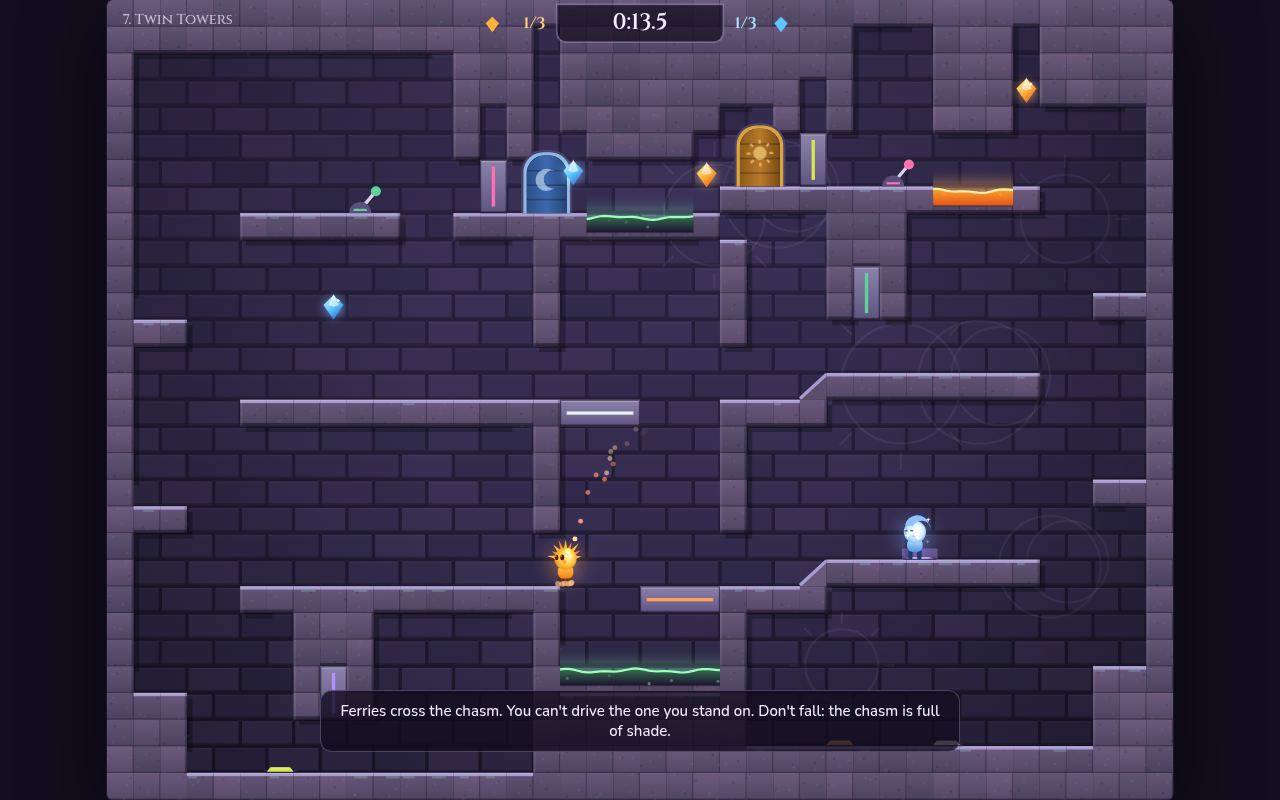 7. Twin Towers
1/3
0:13.5
1/3
Ferries cross the chasm. You can't drive the one you stand on. Don't fall: the chasm is full
of shade.